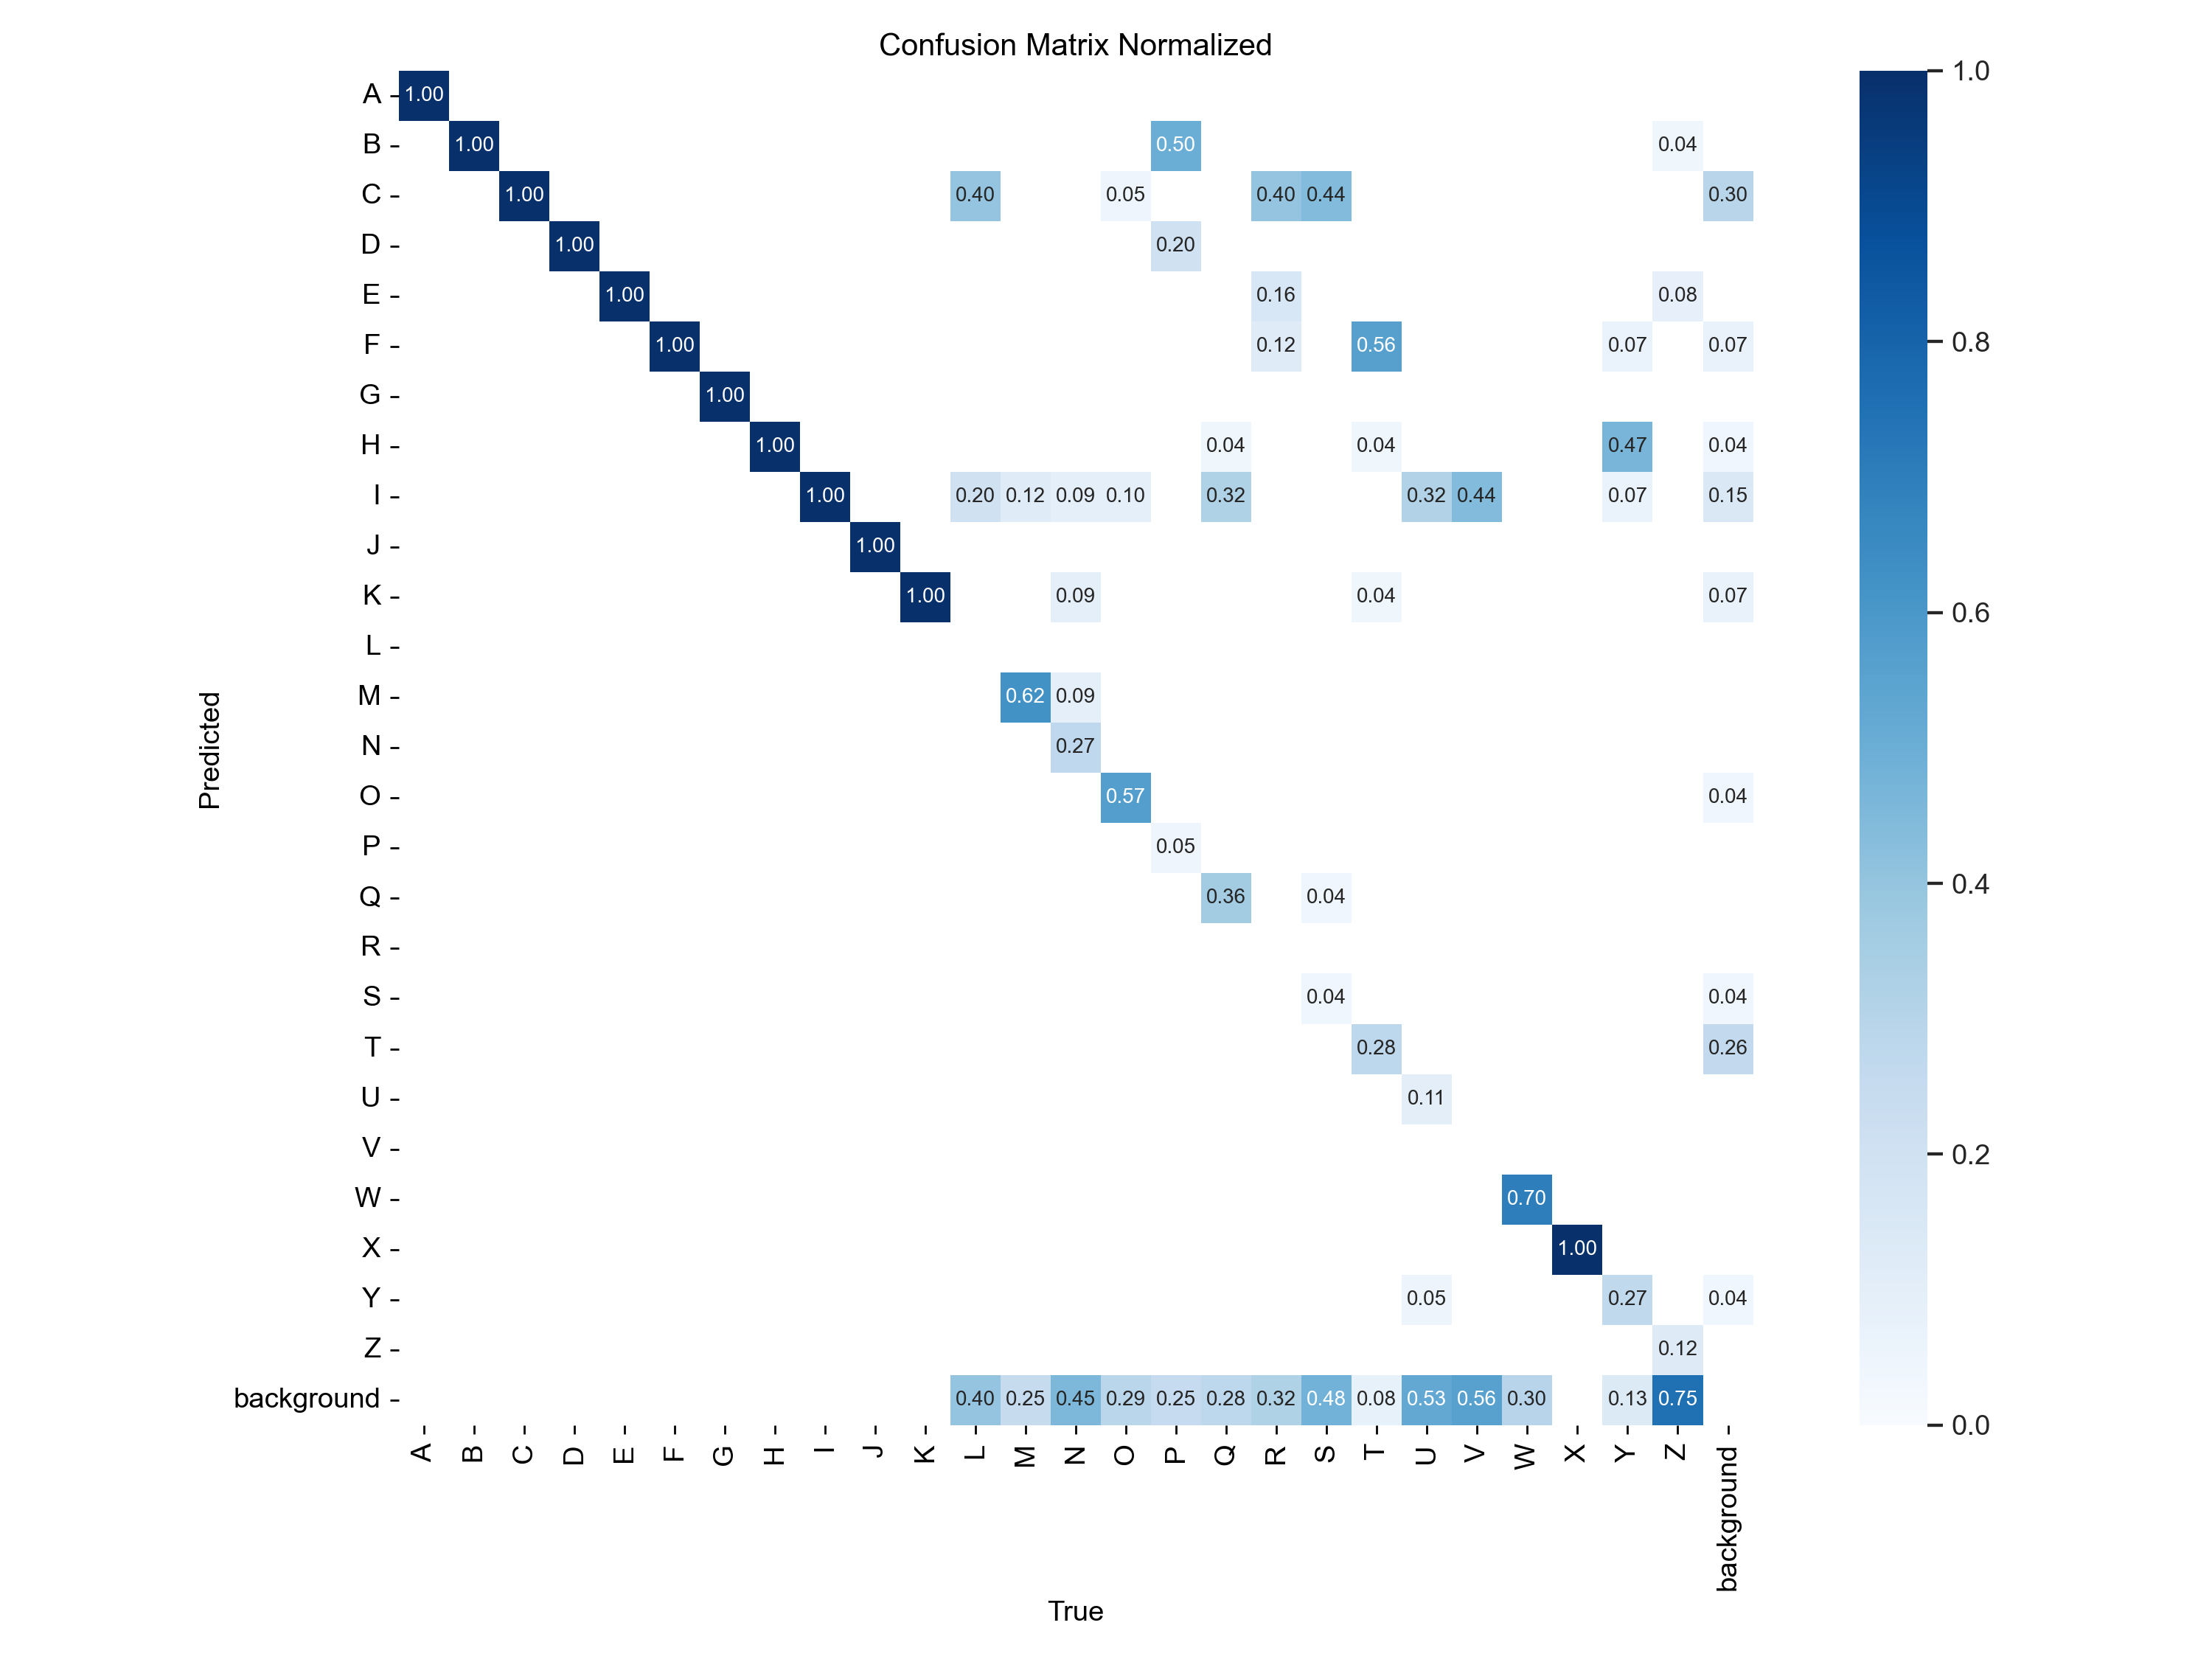 Confusion Matrix Normalized
A 1.00 1.0
B 1.00 0.50 0.04
C 1.00 0.40 0.05 0.40 0.44 0.30
D 1.00 0.20
E 1.00 0.16 0.08
F 1.00 0.12 0.56 0.07 0.07 0.8
G 1.00
H 1.00 0.04 0.04 0.47 0.04
I 1.00 0.20 0.12 0.09 0.10 0.32 0.32 0.44 0.07 0.15
J 1.00
K 1.00 0.09 0.04 0.07 0.6
L
M 0.62 0.09
N 0.27
O 0.57 0.04
P 0.05
Q 0.36 0.04 0.4
R
S 0.04 0.04
T 0.28 0.26
U 0.11
V
W 0.70 0.2
X 1.00
Y 0.05 0.27 0.04
Z 0.12
background 0.40 0.25 0.45 0.29 0.25 0.28 0.32 0.48 0.08 0.53 0.56 0.30 0.13 0.75 0.0
A B C D E F G H I J K L M N O P Q R S T U V W X Y Z background
Predicted
True